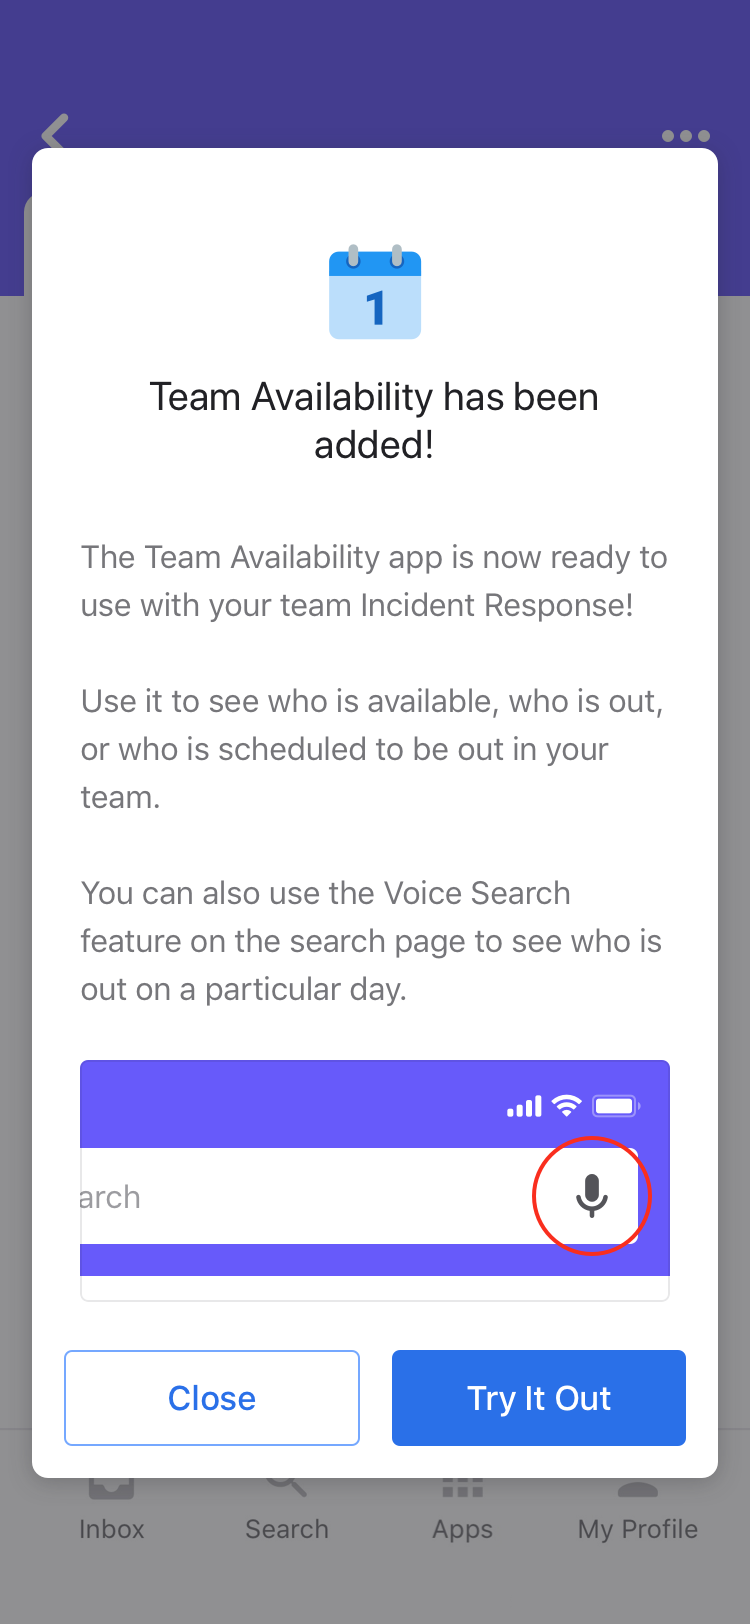 1
Team Availability has been
added!
The Team Availability app is now ready to
use with your team Incident Response!
Use it to see who is available, who is out,
or who is scheduled to be out in your
team.
You can also use the Voice Search
feature on the search page to see who is
out on a particular day.
arch
Close
Try It Out
Inbox
Search
Apps
My Profile